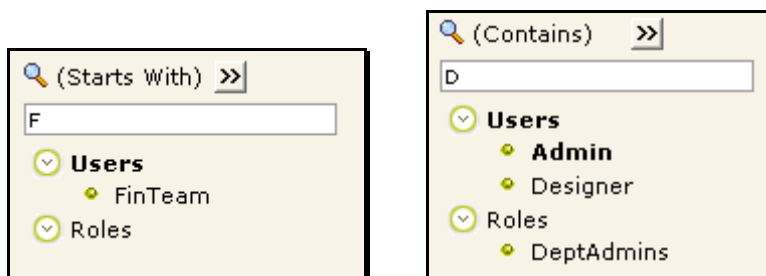 (Starts With) >>
F
Users
FinTeam
Roles
(Contains) >>
D
Users
Admin
Designer
Roles
DeptAdmins